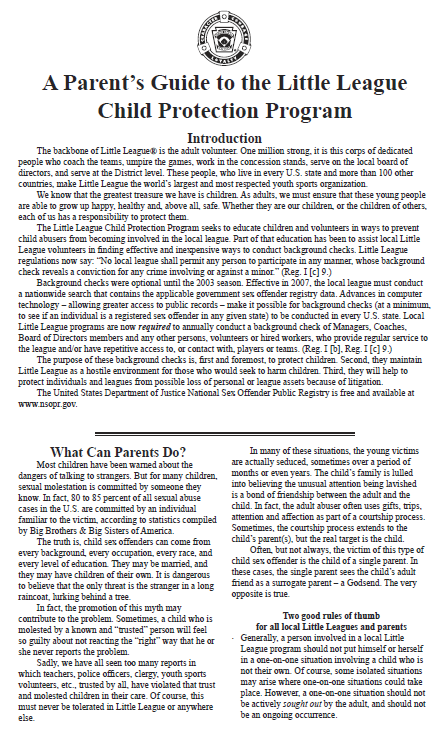 A Parent's Guide to the Little League
Child Protection Program
Introduction
The backbone of Little League® is the adult volunteer. One million strong, it is this corps of dedicated
people who coach the teams, umpire the games, work in the concession stands, serve on the local board of
directors, and serve at the District level. These people, who live in every U.S. state and more than 100 other
countries, make Little League the world's largest and most respected youth sports organization.
We know that the greatest treasure we have is children. As adults, we must ensure that these young people
are able to grow up happy, healthy and, above all, safe. Whether they are our children, or the children of others,
each of us has a responsibility to protect them.
The Little League Child Protection Program seeks to educate children and volunteers in ways to prevent
child abusers from becoming involved in the local league. Part of that education has been to assist local Little
League volunteers in finding effective and inexpensive ways to conduct background checks. Little League
regulations now say: "No local league shall permit any person to participate in any manner, whose background
check reveals a conviction for any crime involving or against a minor." (Reg. I [c] 9.)
Background checks were optional until the 2003 season. Effective in 2007, the local league must conduct
a nationwide search that contains the applicable government sex offender registry data. Advances in computer
technology – allowing greater access to public records – make it possible for background checks (at a minimum,
to see if an individual is a registered sex offender in any given state) to be conducted in every U.S. state. Local
Little League programs are now required to annually conduct a background check of Managers, Coaches,
Board of Directors members and any other persons, volunteers or hired workers, who provide regular service to
the league and/or have repetitive access to, or contact with, players or teams. (Reg. I [b], Reg. I [c] 9.)
The purpose of these background checks is, first and foremost, to protect children. Second, they maintain
Little League as a hostile environment for those who would seek to harm children. Third, they will help to
protect individuals and leagues from possible loss of personal or league assets because of litigation.
The United States Department of Justice National Sex Offender Public Registry is free and available at
www.nsopr.gov.
What Can Parents Do?
Most children have been warned about the
dangers of talking to strangers. But for many children,
sexual molestation is committed by someone they
know. In fact, 80 to 85 percent of all sexual abuse
cases in the U.S. are committed by an individual
familiar to the victim, according to statistics compiled
by Big Brothers & Big Sisters of America.
The truth is, child sex offenders can come from
every background, every occupation, every race, and
every level of education. They may be married, and
they may have children of their own. It is dangerous
to believe that the only threat is the stranger in a long
raincoat, lurking behind a tree.
In fact, the promotion of this myth may
contribute to the problem. Sometimes, a child who is
molested by a known and "trusted" person will feel
so guilty about not reacting the "right" way that he or
she never reports the problem.
Sadly, we have all seen too many reports in
which teachers, police officers, clergy, youth sports
volunteers, etc., trusted by all, have violated that trust
and molested children in their care. Of course, this
must never be tolerated in Little League or anywhere
else.
In many of these situations, the young victims
are actually seduced, sometimes over a period of
months or even years. The child's family is lulled
into believing the unusual attention being lavished
is a bond of friendship between the adult and the
child. In fact, the adult abuser often uses gifts, trips,
attention and affection as part of a courtship process.
Sometimes, the courtship process extends to the
child's parent(s), but the real target is the child.
Often, but not always, the victim of this type of
child sex offender is the child of a single parent. In
these cases, the single parent sees the child's adult
friend as a surrogate parent – a Godsend. The very
opposite is true.
Two good rules of thumb
for all local Little Leagues and parents
· Generally, a person involved in a local Little
League program should not put himself or herself
in a one-on-one situation involving a child who is
not their own. Of course, some isolated situations
may arise where one-on-one situations could take
place. However, a one-on-one situation should not
be actively sought out by the adult, and should not
be an ongoing occurrence.